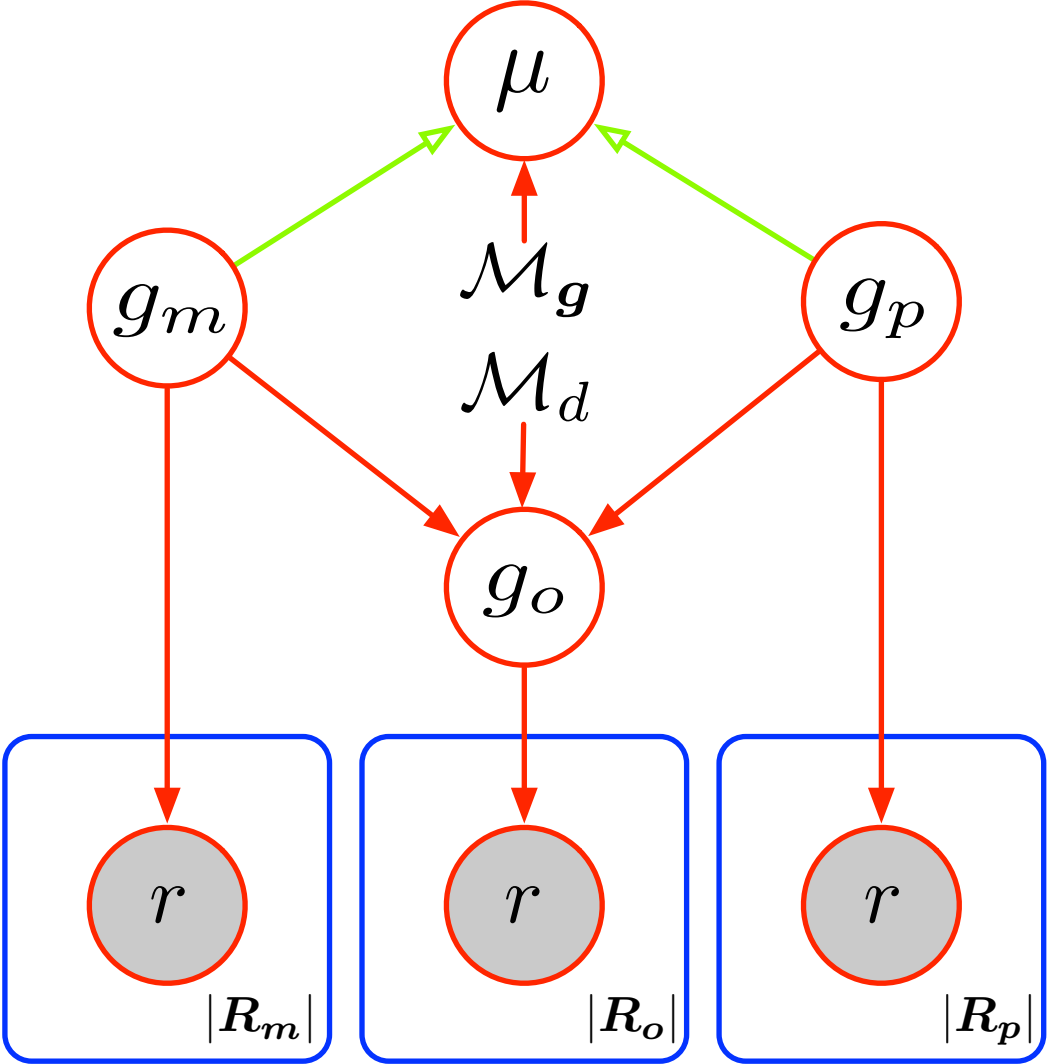 μ
g_m
g_p
ℳ_g
ℳ_d
g_o
r r r
|R_m| |R_o| |R_p|